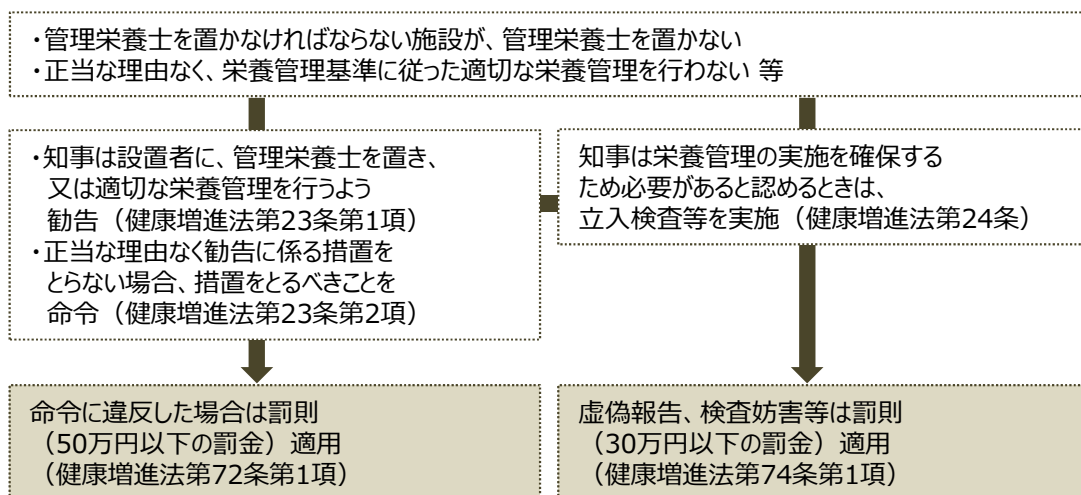 ・管理栄養士を置かなければならない施設が、管理栄養士を置かない
・正当な理由なく、栄養管理基準に従った適切な栄養管理を行わない 等
・知事は設置者に、管理栄養士を置き、
又は適切な栄養管理を行うよう
勧告（健康増進法第23条第1項）
・正当な理由なく勧告に係る措置を
とらない場合、措置をとるべきことを
命令（健康増進法第23条第2項）
知事は栄養管理の実施を確保する
ため必要があると認めるときは、
立入検査等を実施（健康増進法第24条）
命令に違反した場合は罰則
（50万円以下の罰金）適用
（健康増進法第72条第1項）
虚偽報告、検査妨害等は罰則
（30万円以下の罰金）適用
（健康増進法第74条第1項）